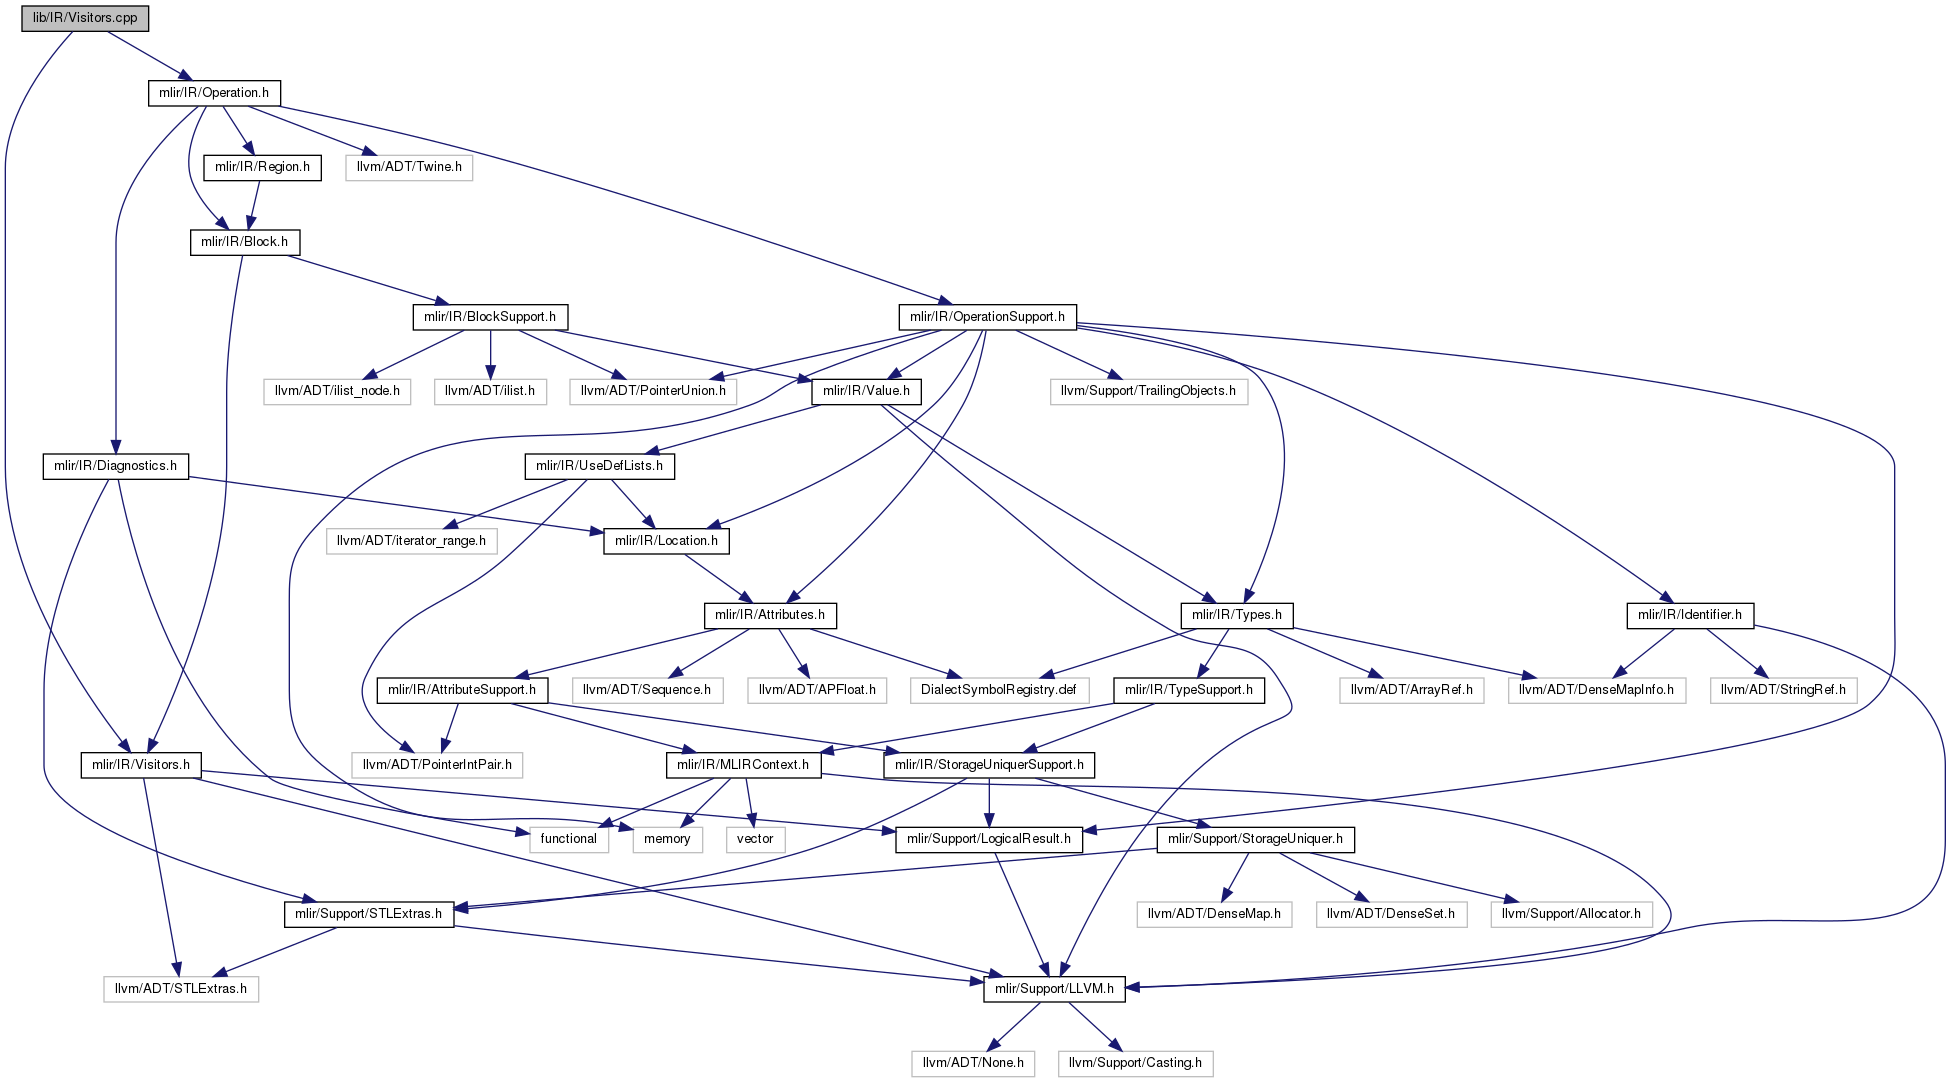 lib/IR/Visitors.cpp
mlir/IR/Operation.h
mlir/IR/Region.h
llvm/ADT/Twine.h
mlir/IR/Block.h
mlir/IR/BlockSupport.h
mlir/IR/OperationSupport.h
llvm/ADT/ilist_node.h
llvm/ADT/ilist.h
llvm/ADT/PointerUnion.h
mlir/IR/Value.h
llvm/Support/TrailingObjects.h
mlir/IR/Diagnostics.h
mlir/IR/UseDefLists.h
llvm/ADT/iterator_range.h
mlir/IR/Location.h
mlir/IR/Attributes.h
mlir/IR/Types.h
mlir/IR/Identifier.h
mlir/IR/AttributeSupport.h
llvm/ADT/Sequence.h
llvm/ADT/APFloat.h
DialectSymbolRegistry.def
mlir/IR/TypeSupport.h
llvm/ADT/ArrayRef.h
llvm/ADT/DenseMapInfo.h
llvm/ADT/StringRef.h
mlir/IR/Visitors.h
llvm/ADT/PointerIntPair.h
mlir/IR/MLIRContext.h
mlir/IR/StorageUniquerSupport.h
functional
memory
vector
mlir/Support/LogicalResult.h
mlir/Support/StorageUniquer.h
mlir/Support/STLExtras.h
llvm/ADT/DenseMap.h
llvm/ADT/DenseSet.h
llvm/Support/Allocator.h
llvm/ADT/STLExtras.h
mlir/Support/LLVM.h
llvm/ADT/None.h
llvm/Support/Casting.h